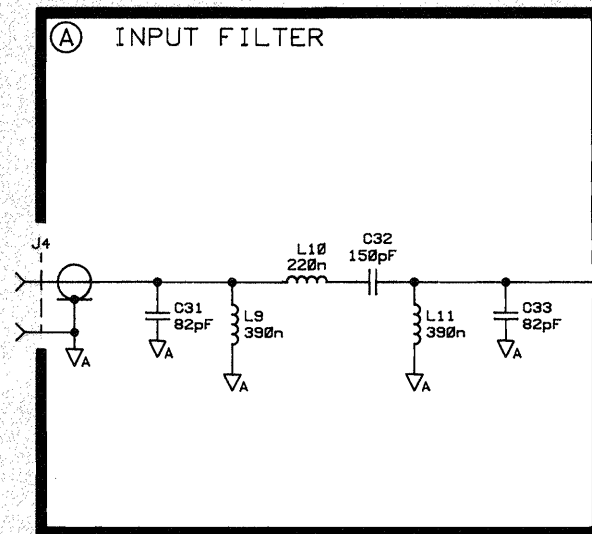 A INPUT FILTER
J4
L10
220n
C32
150pF
C31
82pF
L9
390n
L11
390n
C33
82pF
A
A
A
A
A